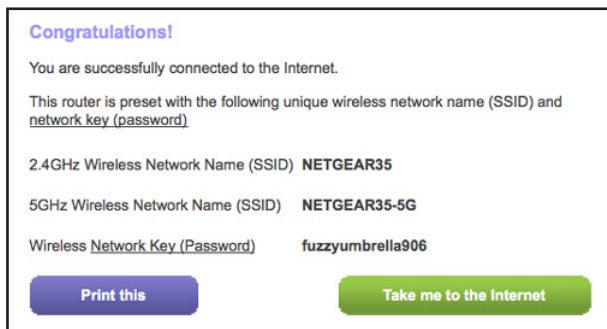 Congratulations!
You are successfully connected to the Internet.
This router is preset with the following unique wireless network name (SSID) and
network key (password)
2.4GHz Wireless Network Name (SSID) NETGEAR35
5GHz Wireless Network Name (SSID) NETGEAR35-5G
Wireless Network Key (Password) fuzzyumbrella906
Print this Take me to the Internet